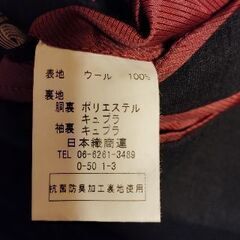 表地 ウール 100%
裏地
胴裏 ポリエステル
キュプラ
袖裏 キュプラ
日本織商連
TEL 06-6261-3489
0-50 1-3
抗菌防臭加工裏地使用